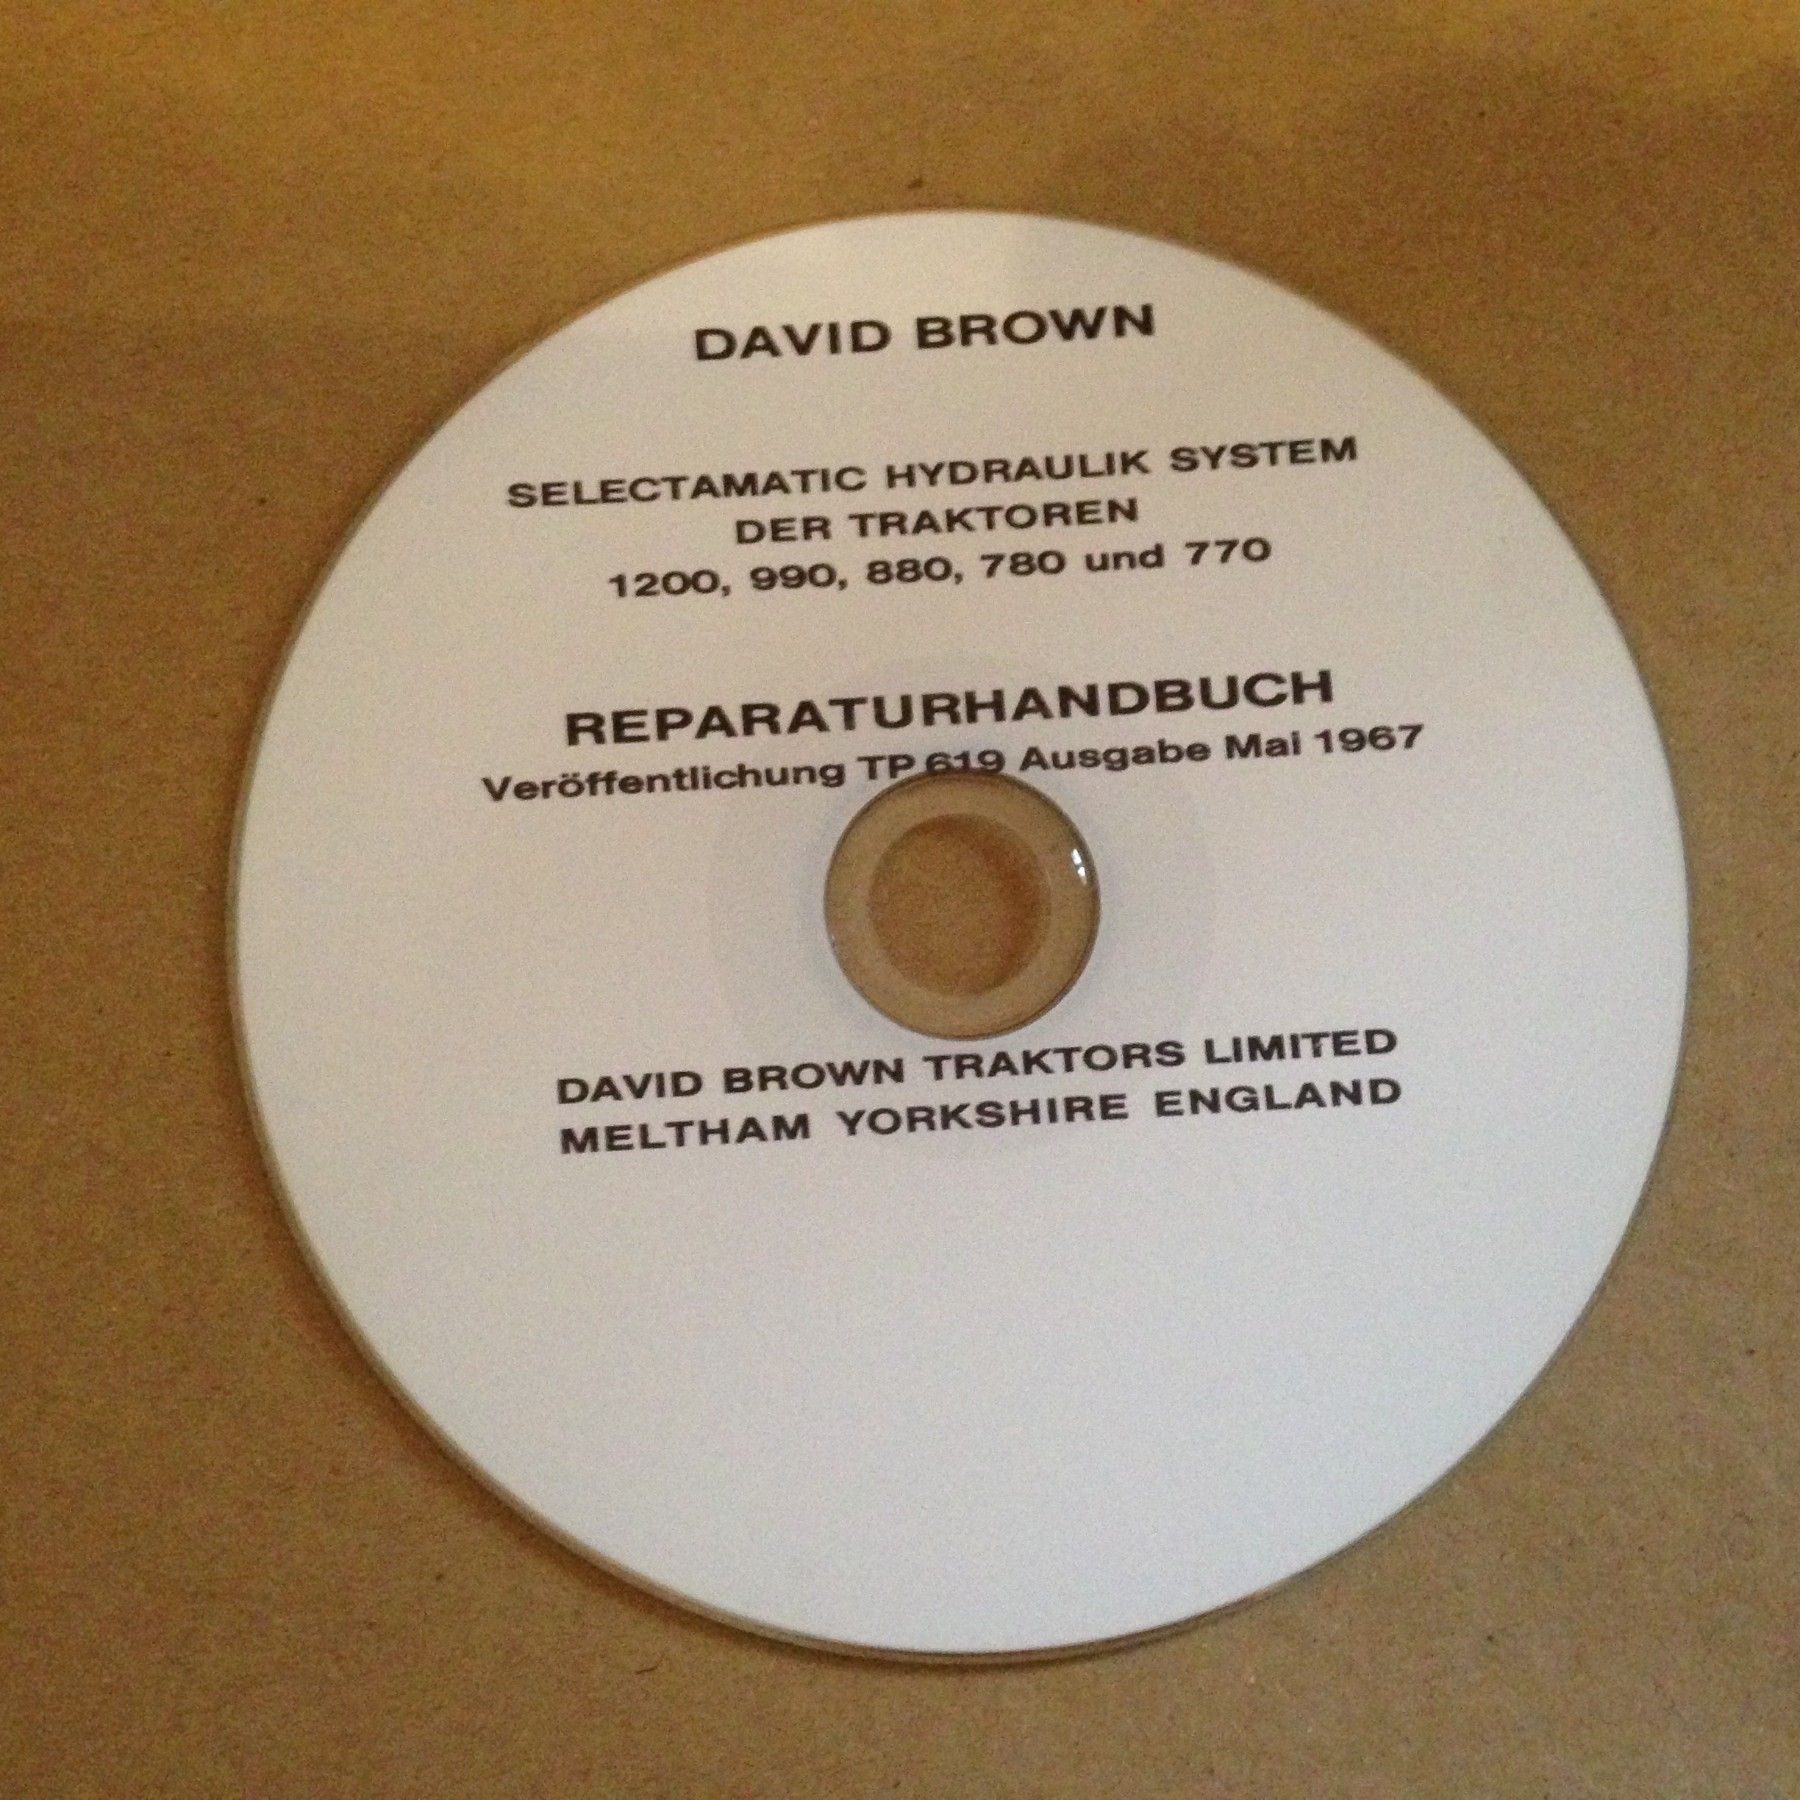 DAVID BROWN
SELECTAMATIC HYDRAULIK SYSTEM
DER TRAKTOREN
1200, 990, 880, 780 und 770
REPARATURHANDBUCH
Veröffentlichung TP 619 Ausgabe Mai 1967
DAVID BROWN TRAKTORS LIMITED
MELTHAM YORKSHIRE ENGLAND